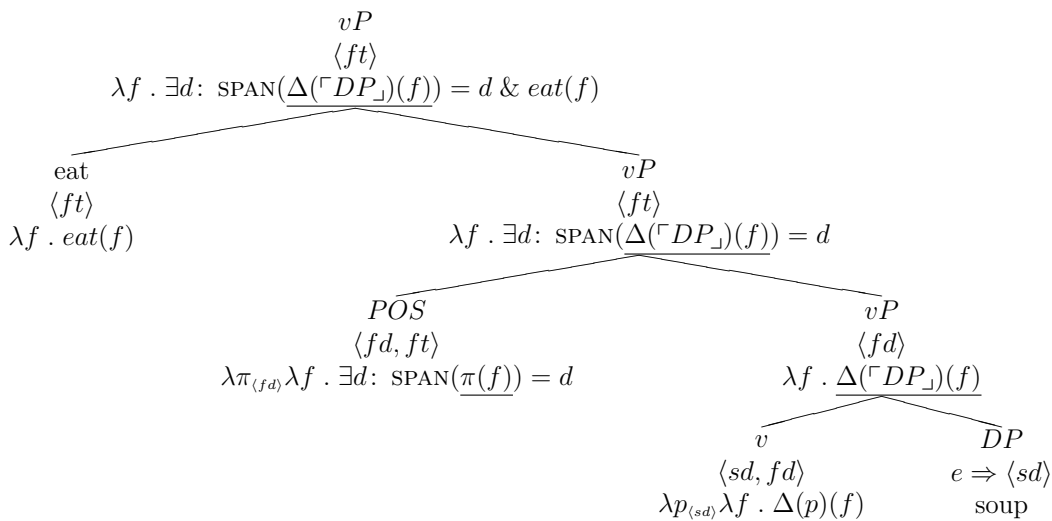 vP
⟨ft⟩
λf . ∃d: SPAN(Δ(⌜DP⌟)(f)) = d & eat(f)
eat
⟨ft⟩
λf . eat(f)
vP
⟨ft⟩
λf . ∃d: SPAN(Δ(⌜DP⌟)(f)) = d
POS
⟨fd, ft⟩
λπ⟨fd⟩λf . ∃d: SPAN(π(f)) = d
vP
⟨fd⟩
λf . Δ(⌜DP⌟)(f)
v
⟨sd, fd⟩
λp⟨sd⟩λf . Δ(p)(f)
DP
e ⇒ ⟨sd⟩
soup